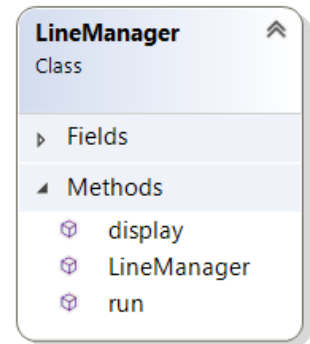 LineManager
Class
Fields
Methods
display
LineManager
run